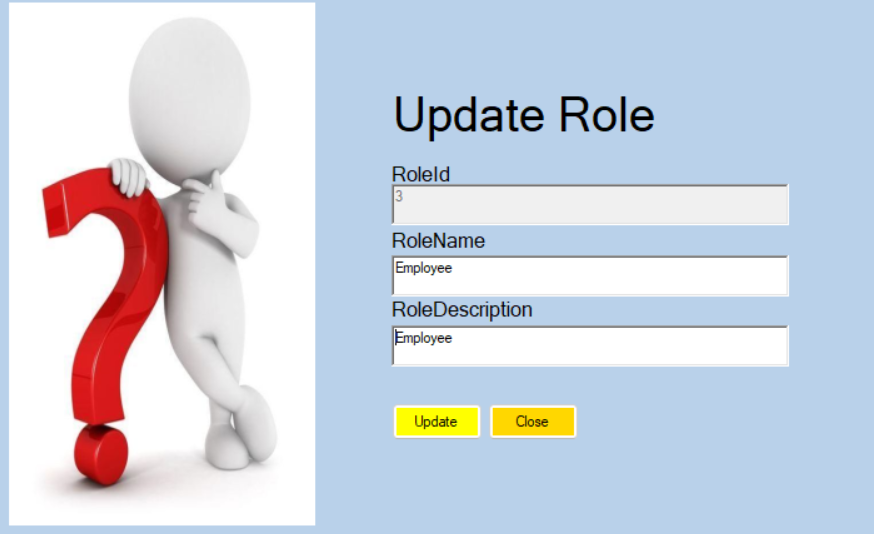 Update Role
RoleId
3
RoleName
Employee
RoleDescription
Employee
Update Close